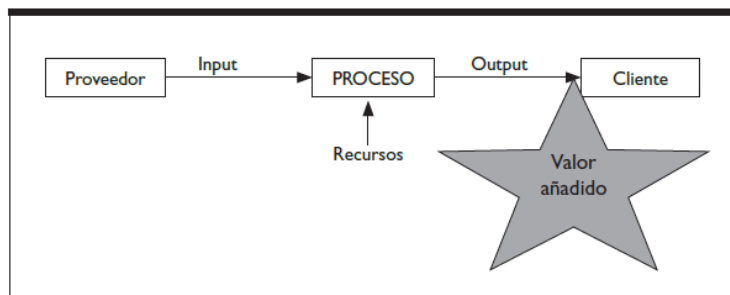 Proveedor
Input
PROCESO
Output
Cliente
Recursos
Valor
añadido